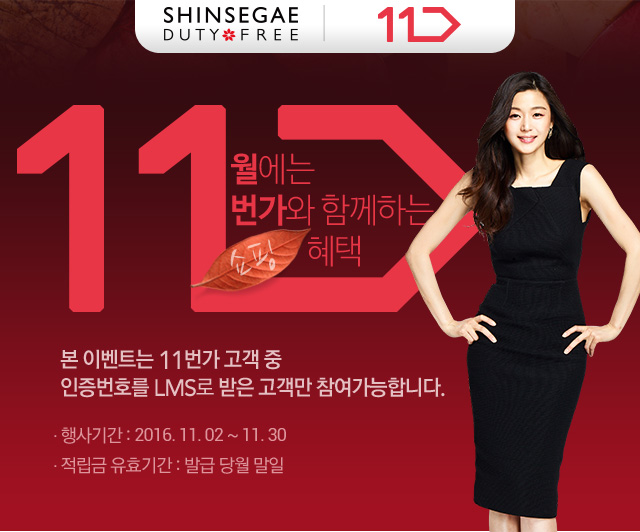 SHINSEGAE
DUTY FREE
11
11
월에는
번가와 함께하는
쇼핑 혜택
본 이벤트는 11번가 고객 중
인증번호를 LMS로 받은 고객만 참여가능합니다.
· 행사기간 : 2016. 11. 02 ~ 11. 30
· 적립금 유효기간 : 발급 당월 말일